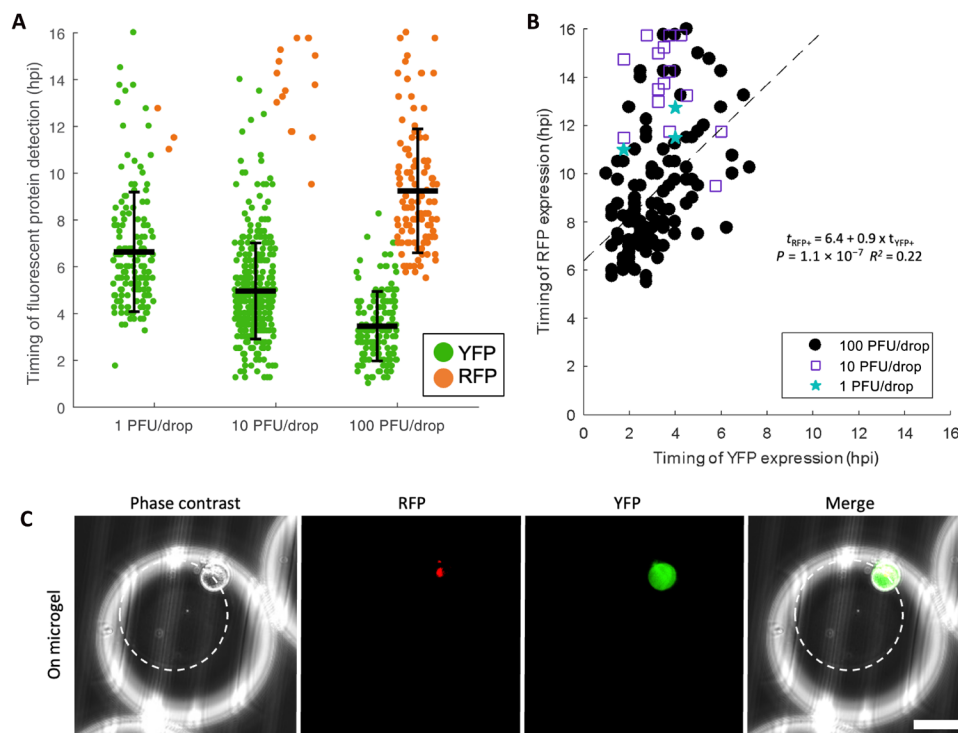 A
Timing of fluorescent protein detection (hpi)
16
14
12
10
8
6
4
2
0
1 PFU/drop
10 PFU/drop
100 PFU/drop
YFP
RFP
B
Timing of RFP expression (hpi)
16
14
12
10
8
6
4
2
0
2
4
6
8
10
12
14
16
Timing of YFP expression (hpi)
tRFP+ = 6.4 + 0.9 x tYFP+
P = 1.1 × 10⁻⁷ R² = 0.22
100 PFU/drop
10 PFU/drop
1 PFU/drop
C
Phase contrast
RFP
YFP
Merge
On microgel